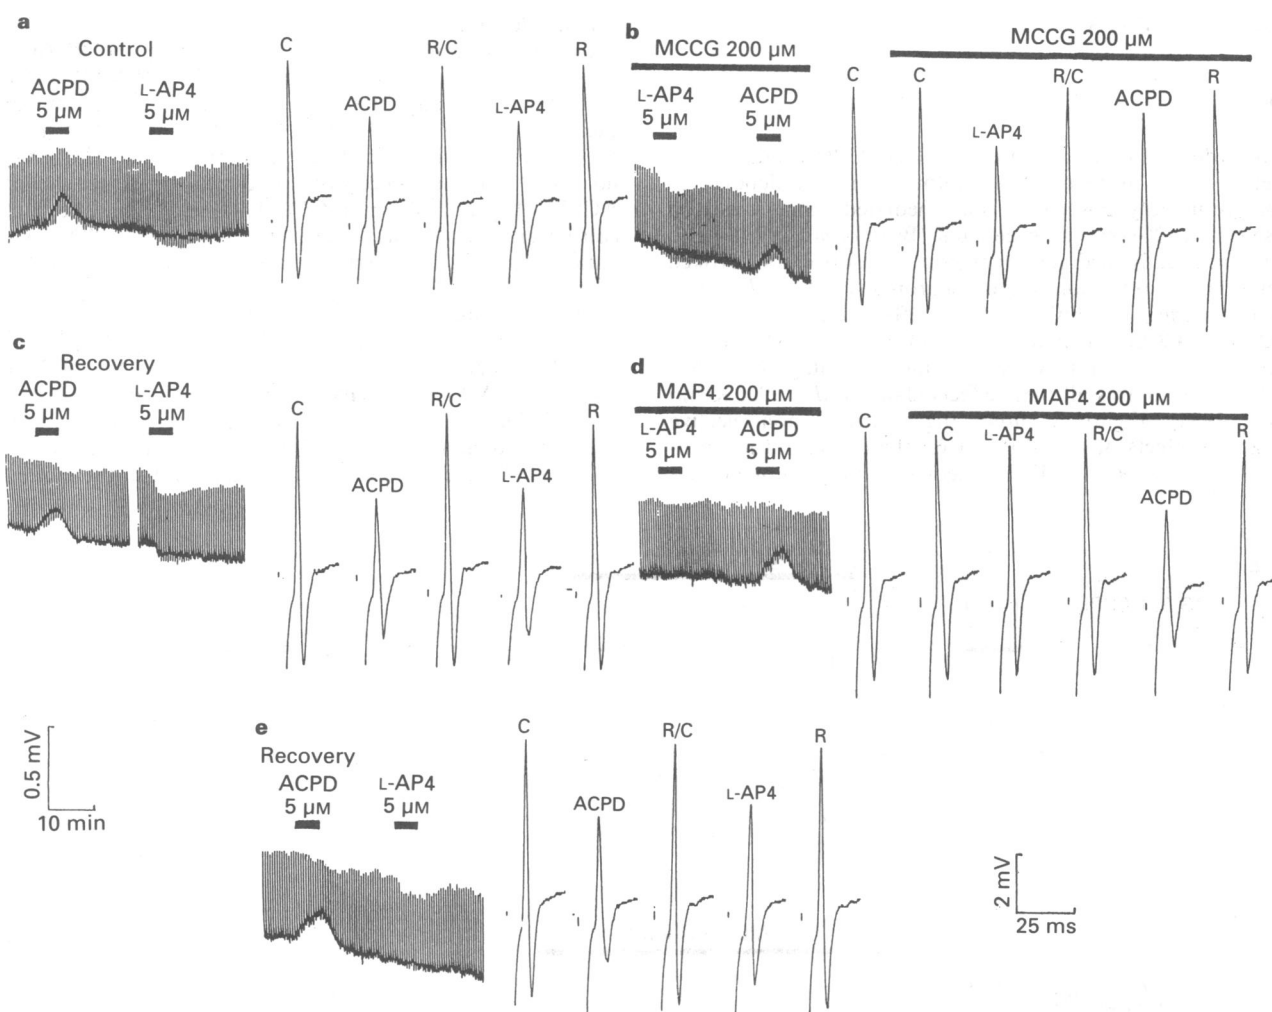 a
Control
ACPD L-AP4
5 µM 5 µM
C ACPD R/C L-AP4 R
b
MCCG 200 µM
L-AP4 ACPD
5 µM 5 µM
MCCG 200 µM
C C L-AP4 R/C ACPD R
c
Recovery
ACPD L-AP4
5 µM 5 µM
C ACPD R/C L-AP4 R
d
MAP4 200 µM
L-AP4 ACPD
5 µM 5 µM
MAP4 200 µM
C C L-AP4 R/C ACPD R
e
Recovery
ACPD L-AP4
5 µM 5 µM
C ACPD R/C L-AP4 R
0.5 mV
10 min
2 mV
25 ms